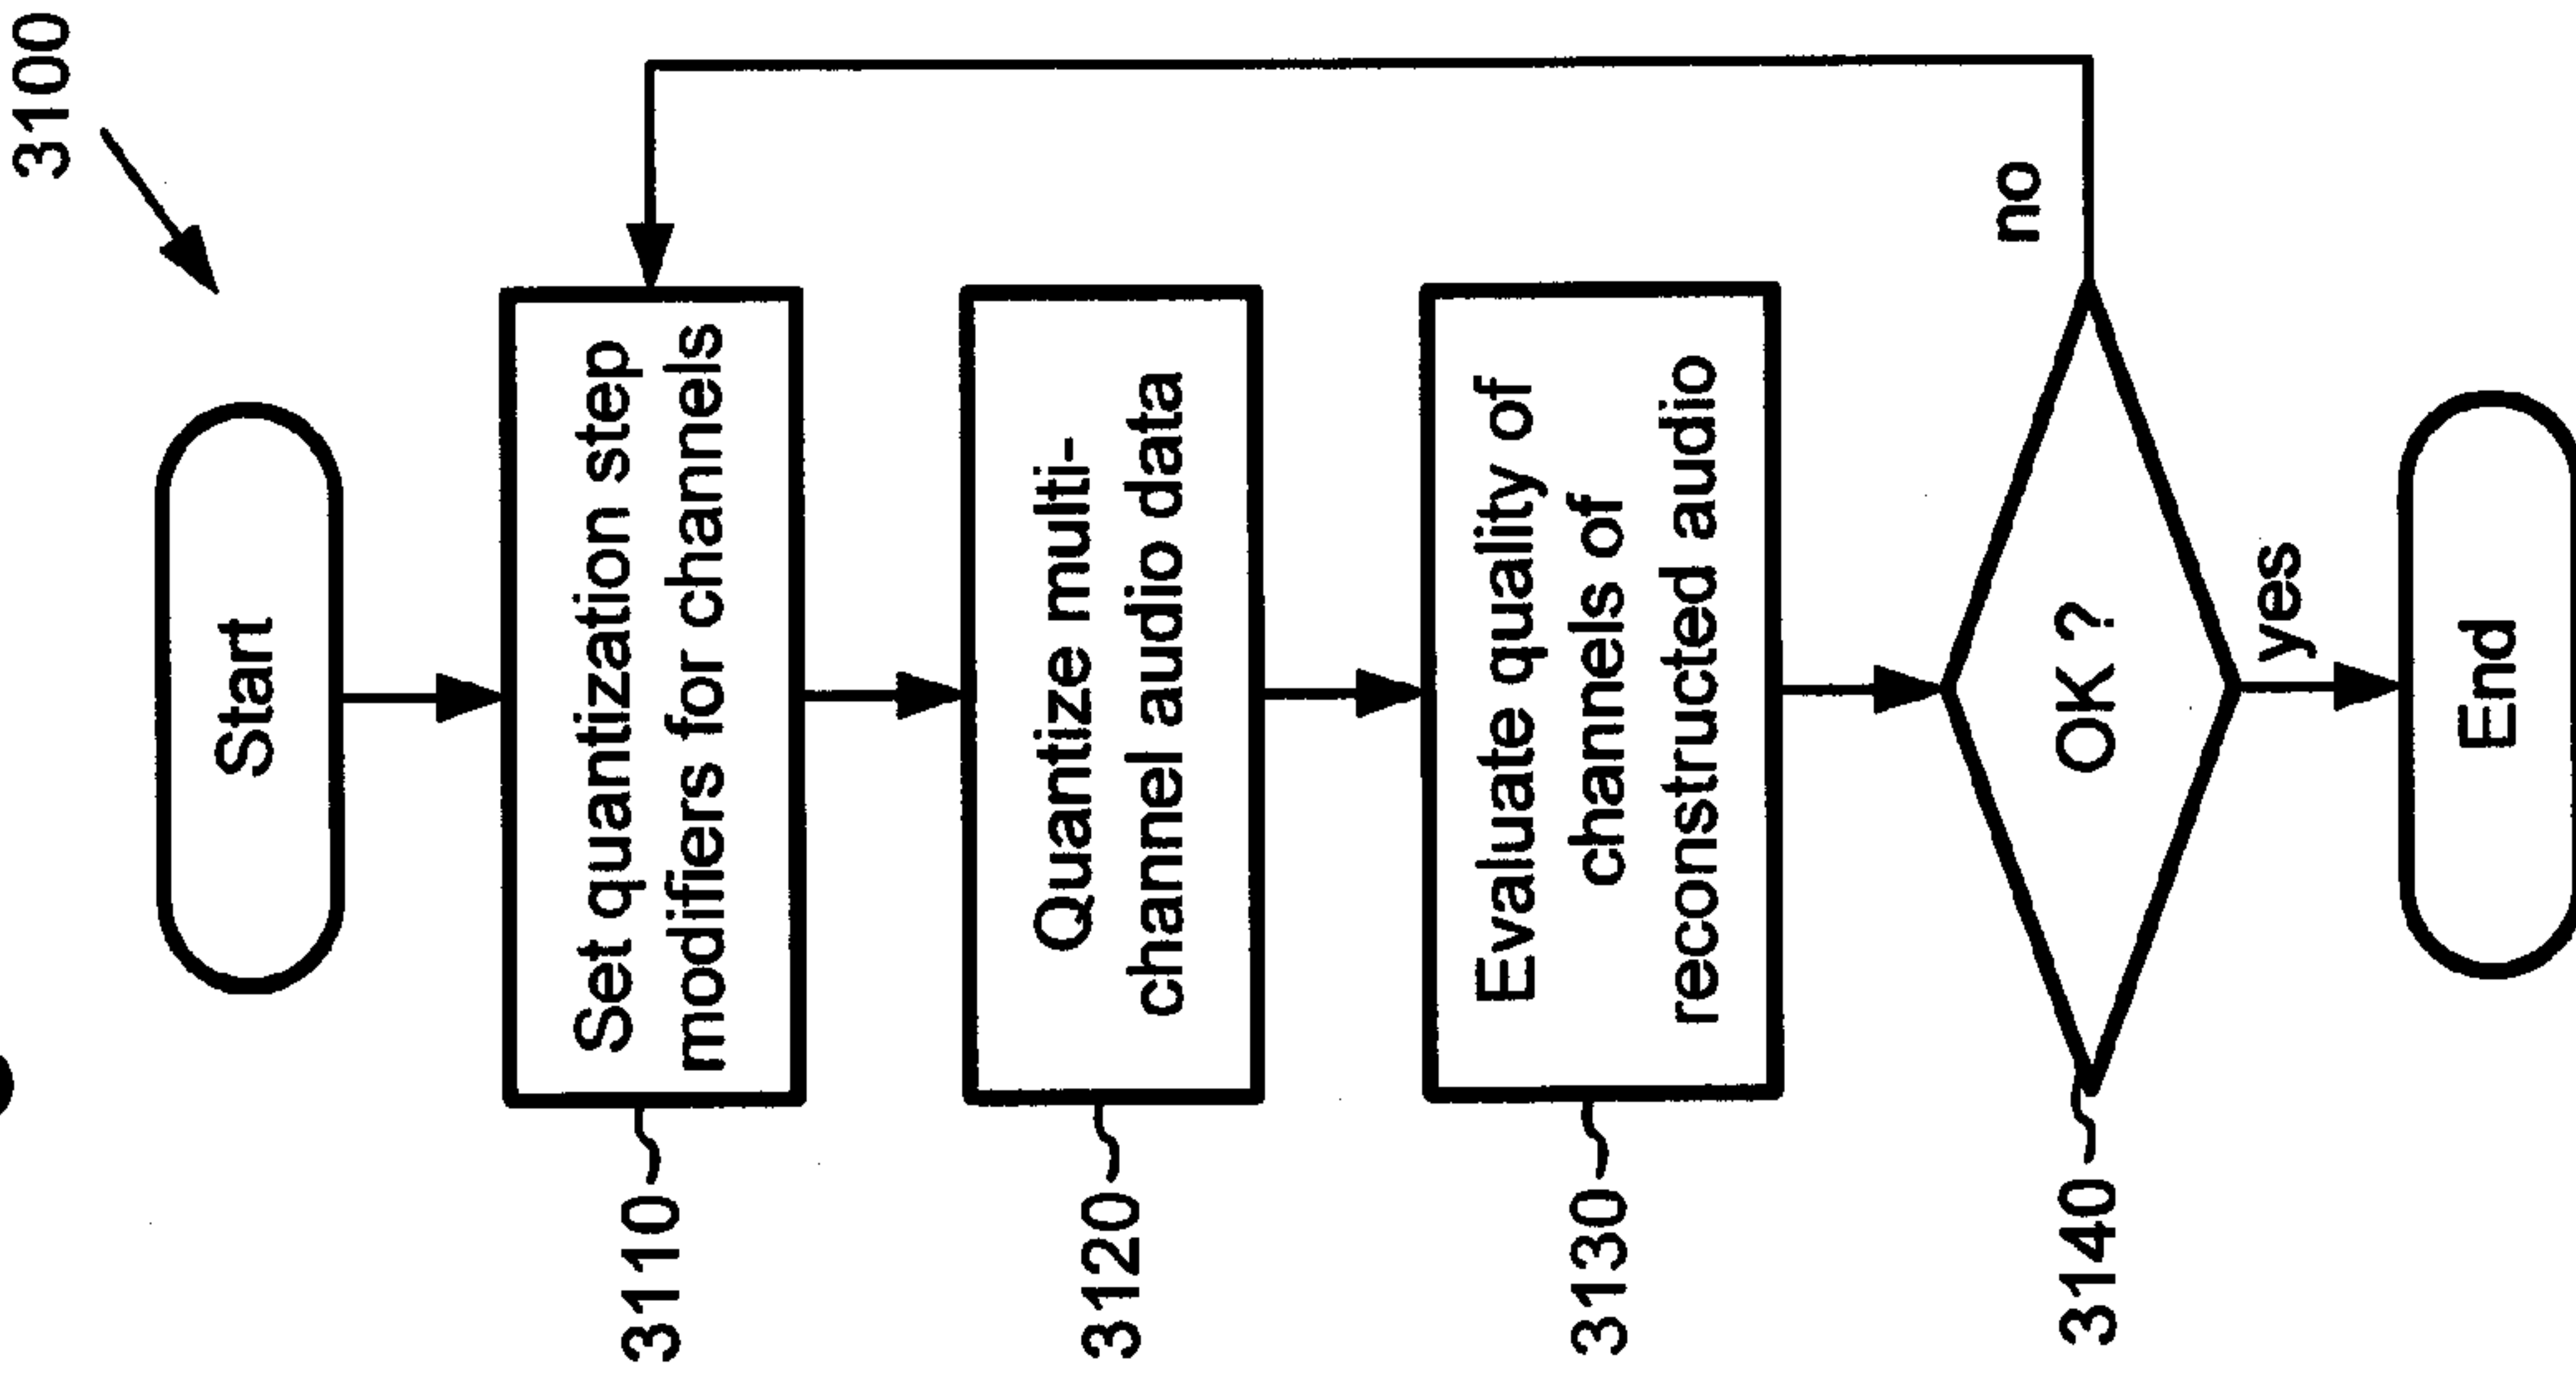 3100
Start
Set quantization step
modifiers for channels
3110
Quantize multi-
channel audio data
3120
Evaluate quality of
channels of
reconstructed audio
3130
OK ?
no
3140
yes
End